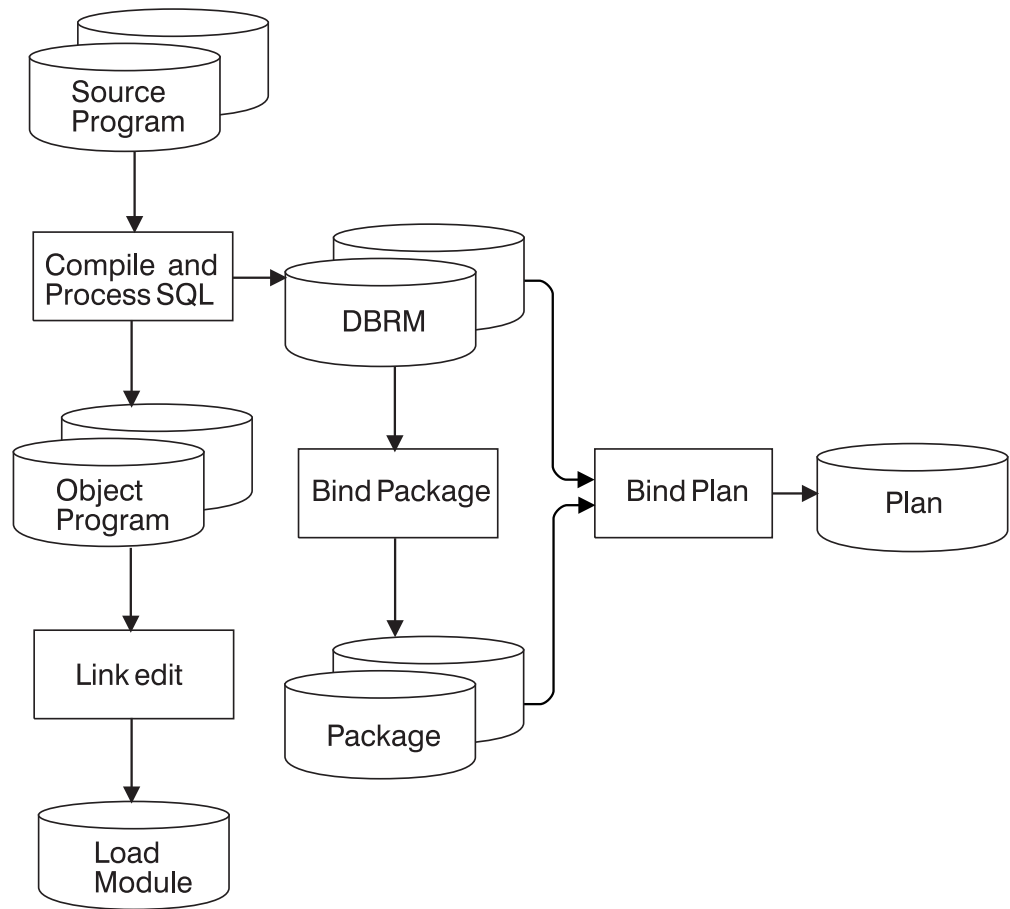 Source
Program
Compile and
Process SQL
DBRM
Object
Program
Bind Package
Bind Plan
Plan
Link edit
Package
Load
Module